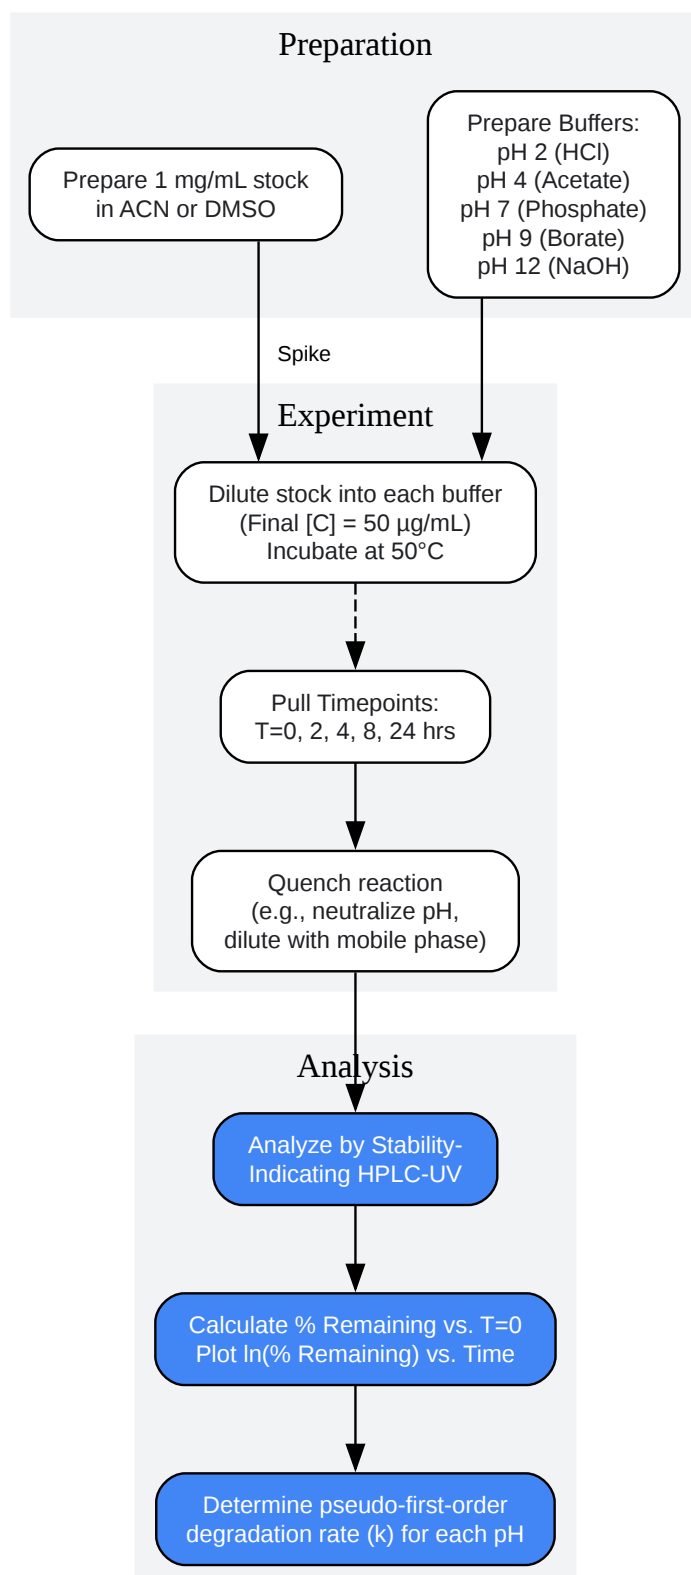 Preparation
Prepare 1 mg/mL stock
in ACN or DMSO
Prepare Buffers:
pH 2 (HCl)
pH 4 (Acetate)
pH 7 (Phosphate)
pH 9 (Borate)
pH 12 (NaOH)
Spike
Experiment
Dilute stock into each buffer
(Final [C] = 50 µg/mL)
Incubate at 50°C
Pull Timepoints:
T=0, 2, 4, 8, 24 hrs
Quench reaction
(e.g., neutralize pH,
dilute with mobile phase)
Analysis
Analyze by Stability-
Indicating HPLC-UV
Calculate % Remaining vs. T=0
Plot ln(% Remaining) vs. Time
Determine pseudo-first-order
degradation rate (k) for each pH